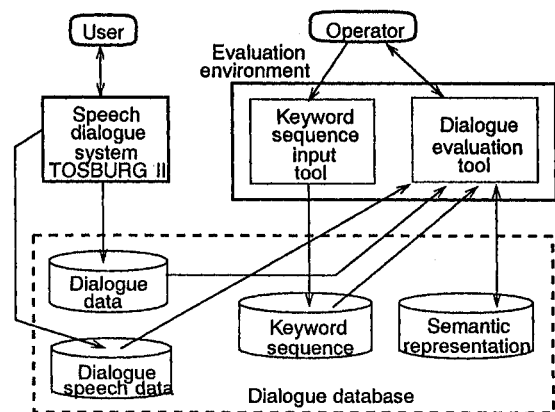 User
Operator
Evaluation
environment
Speech
dialogue
system
TOSBURG II
Keyword
sequence
input
tool
Dialogue
evaluation
tool
Dialogue
data
Dialogue
speech data
Keyword
sequence
Semantic
representation
Dialogue database